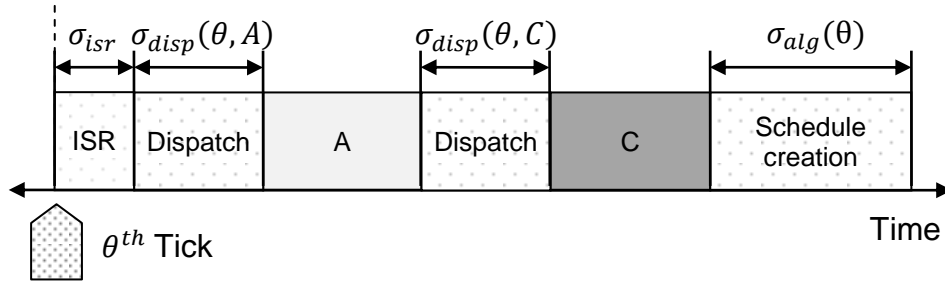 σ_isr σ_disp(θ, A) σ_disp(θ, C) σ_alg(θ)
ISR Dispatch A Dispatch C Schedule
creation
Time
θ^th Tick